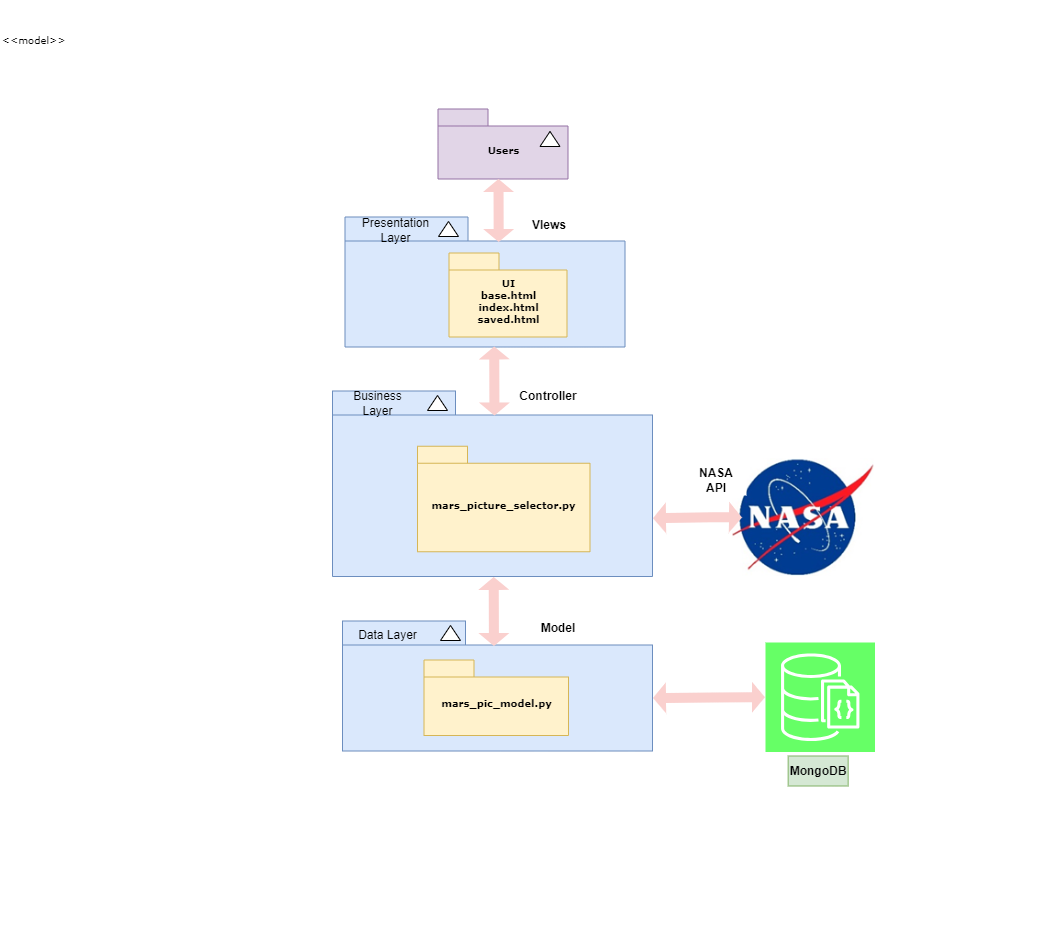 <<model>>
Users
VIews
Presentation
Layer
UI
base.html
index.html
saved.html
Controller
Business
Layer
mars_picture_selector.py
NASA
API
NASA
Model
Data Layer
mars_pic_model.py
{}
MongoDB